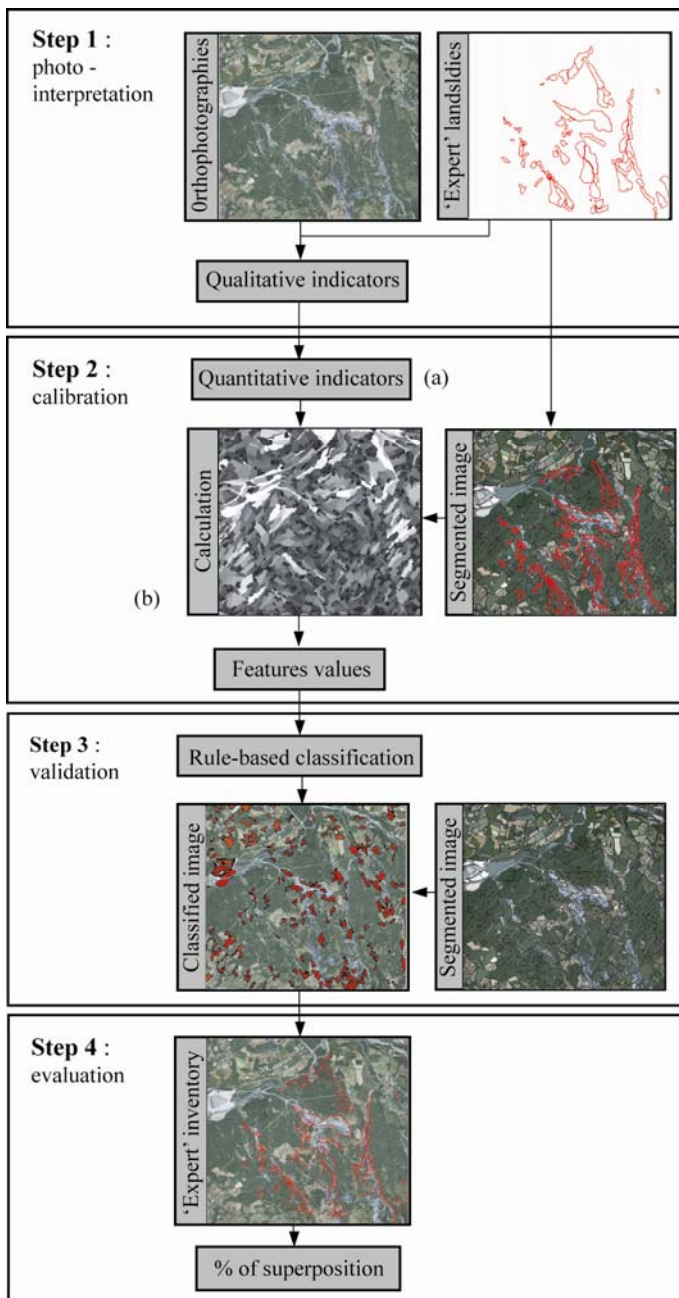 Step 1 :
photo -
interpretation
0rthophotographies
'Expert' landsldies
Qualitative indicators
Step 2 :
calibration
Quantitative indicators
(a)
Calculation
Segmented image
(b)
Features values
Step 3 :
validation
Rule-based classification
Classified image
Segmented image
Step 4 :
evaluation
'Expert' inventory
% of superposition